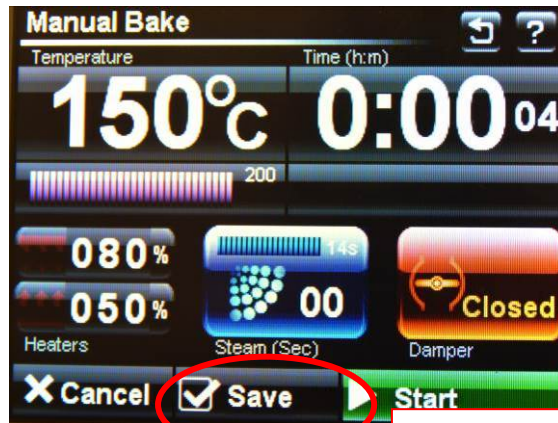 Manual Bake
?
Temperature
Time (h:m)
150°C
0:00 04
200
080%
14s
050%
00
Closed
Heaters
Steam (Sec)
Damper
Cancel
Save
Start